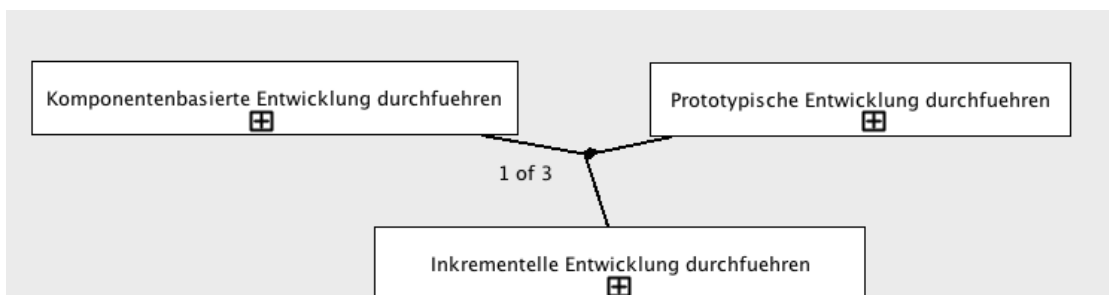 Komponentenbasierte Entwicklung durchfuehren
Prototypische Entwicklung durchfuehren
1 of 3
Inkrementelle Entwicklung durchfuehren